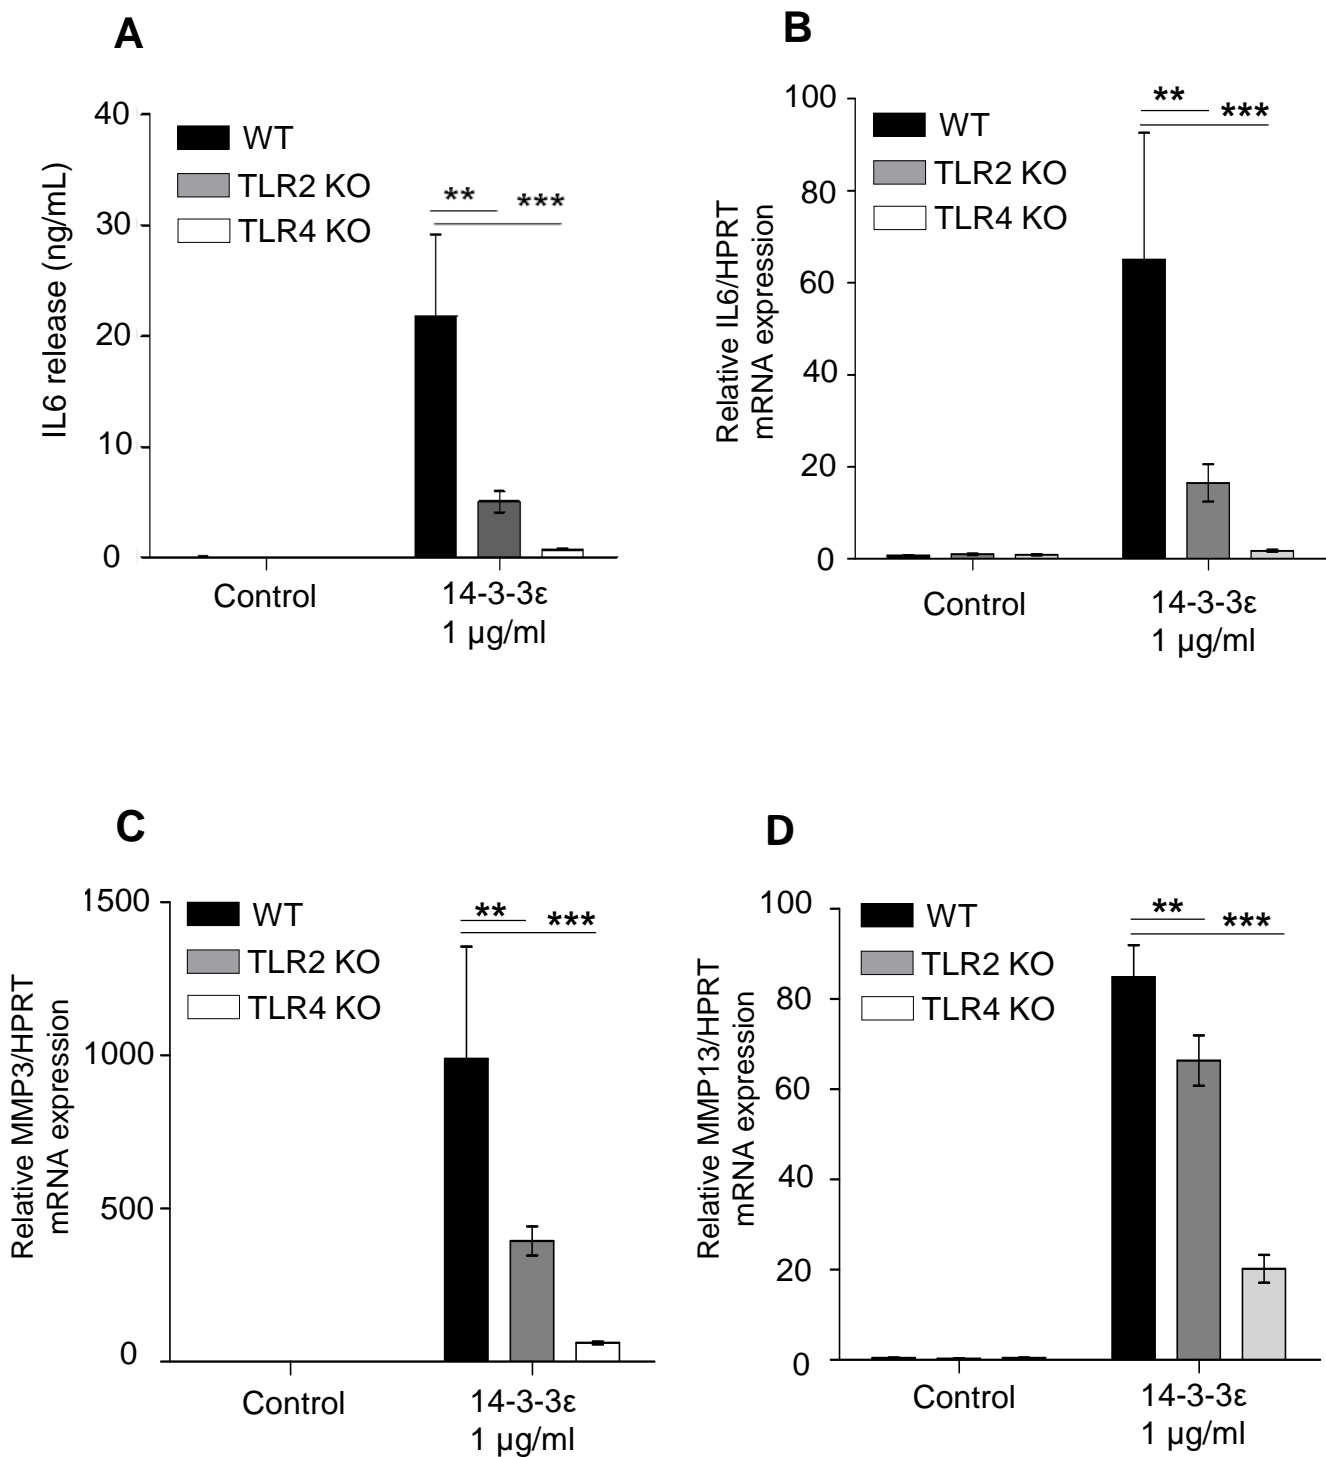 A
40
30
20
10
0
IL6 release (ng/mL)
WT
TLR2 KO
TLR4 KO
**
***
Control
14-3-3ε
1 µg/ml
B
100
80
60
40
20
0
Relative IL6/HPRT
mRNA expression
WT
TLR2 KO
TLR4 KO
**
***
Control
14-3-3ε
1 µg/ml
C
1500
1000
500
0
Relative MMP3/HPRT
mRNA expression
WT
TLR2 KO
TLR4 KO
**
***
Control
14-3-3ε
1 µg/ml
D
100
80
60
40
20
0
Relative MMP13/HPRT
mRNA expression
WT
TLR2 KO
TLR4 KO
**
***
Control
14-3-3ε
1 µg/ml